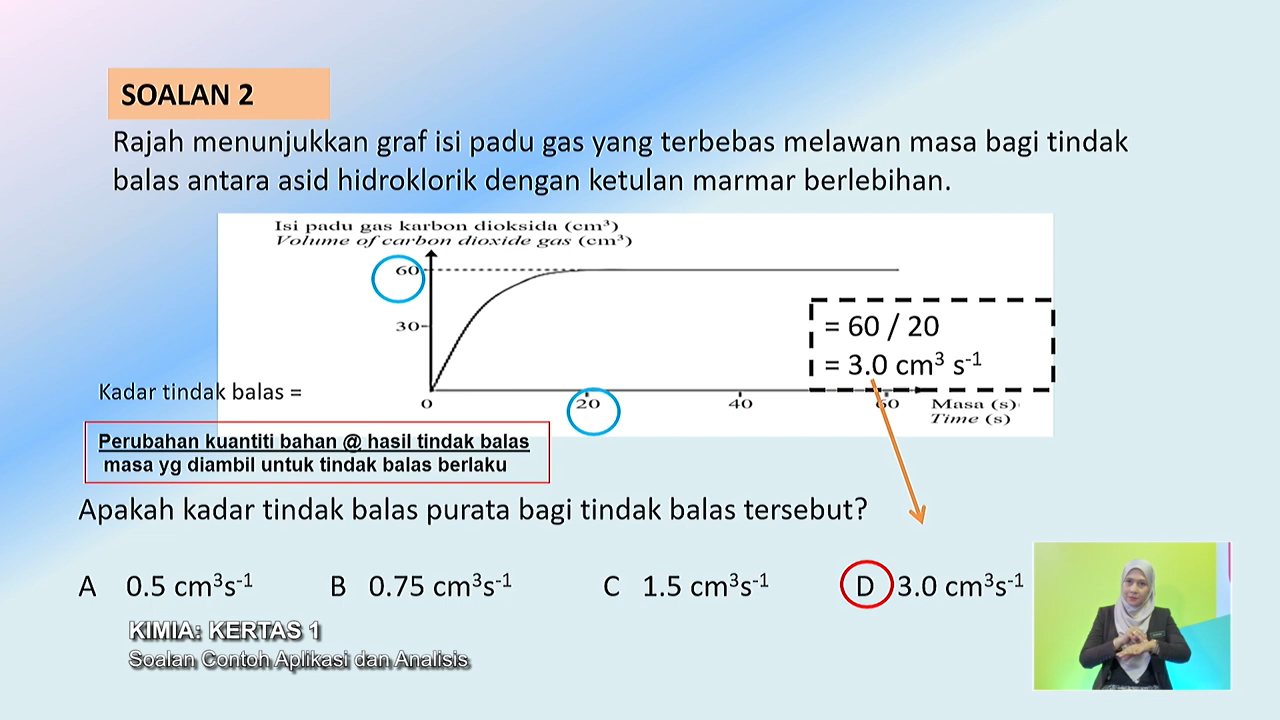 SOALAN 2
Rajah menunjukkan graf isi padu gas yang terbebas melawan masa bagi tindak
balas antara asid hidroklorik dengan ketulan marmar berlebihan.
Isi padu gas karbon dioksida (cm³)
Volume of carbon dioxide gas (cm³)
60
30
= 60 / 20
= 3.0 cm³ s⁻¹
Kadar tindak balas =
0 20 40 60 Masa (s)
Time (s)
Perubahan kuantiti bahan @ hasil tindak balas
masa yg diambil untuk tindak balas berlaku
Apakah kadar tindak balas purata bagi tindak balas tersebut?
A 0.5 cm³s⁻¹ B 0.75 cm³s⁻¹ C 1.5 cm³s⁻¹ D 3.0 cm³s⁻¹
KIMIA: KERTAS 1
Soalan Contoh Aplikasi dan Analisis